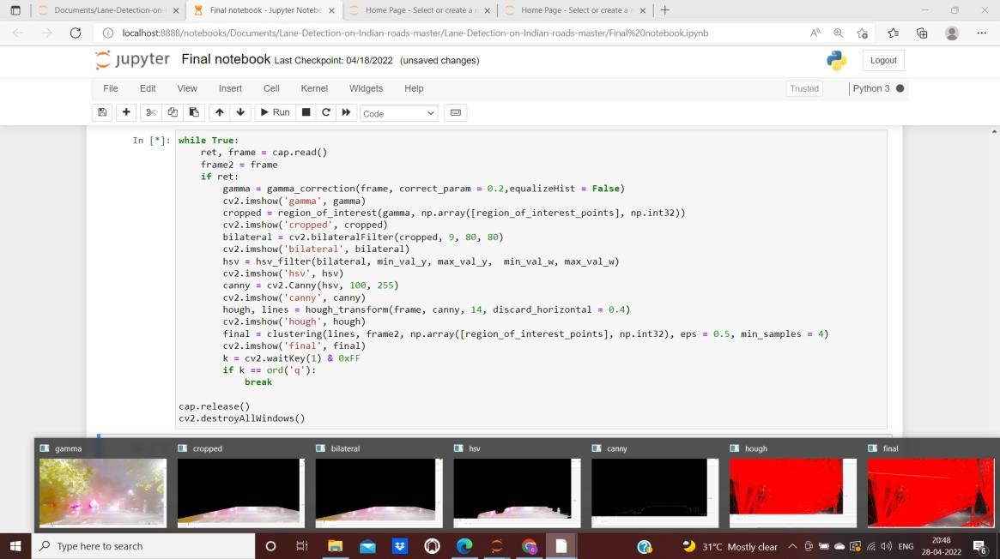 Documents/Lane-Detection-on-I
Final notebook - Jupyter Notebo
Home Page - Select or create a n
Home Page - Select or create a n
localhost:8888/notebooks/Documents/Lane-Detection-on-Indian-roads-master/Lane-Detection-on-Indian-roads-master/Final%20notebook.ipynb
jupyter Final notebook Last Checkpoint: 04/18/2022 (unsaved changes)
Logout
File Edit View Insert Cell Kernel Widgets Help
Trusted
Python 3
Run
Code
In [*]: while True:
ret, frame = cap.read()
frame2 = frame
if ret:
gamma = gamma_correction(frame, correct_param = 0.2,equalizeHist = False)
cv2.imshow('gamma', gamma)
cropped = region_of_interest(gamma, np.array([region_of_interest_points], np.int32))
cv2.imshow('cropped', cropped)
bilateral = cv2.bilateralFilter(cropped, 9, 80, 80)
cv2.imshow('bilateral', bilateral)
hsv = hsv_filter(bilateral, min_val_y, max_val_y,  min_val_w, max_val_w)
cv2.imshow('hsv', hsv)
canny = cv2.Canny(hsv, 100, 255)
cv2.imshow('canny', canny)
hough, lines = hough_transform(frame, canny, 14, discard_horizontal = 0.4)
cv2.imshow('hough', hough)
final = clustering(lines, frame2, np.array([region_of_interest_points], np.int32), eps = 0.5, min_samples = 4)
cv2.imshow('final', final)
k = cv2.waitKey(1) & 0xFF
if k == ord('q'):
break
cap.release()
cv2.destroyAllWindows()
gamma
cropped
bilateral
hsv
canny
hough
final
Type here to search
31°C Mostly clear
ENG
20:48
28-04-2022
6